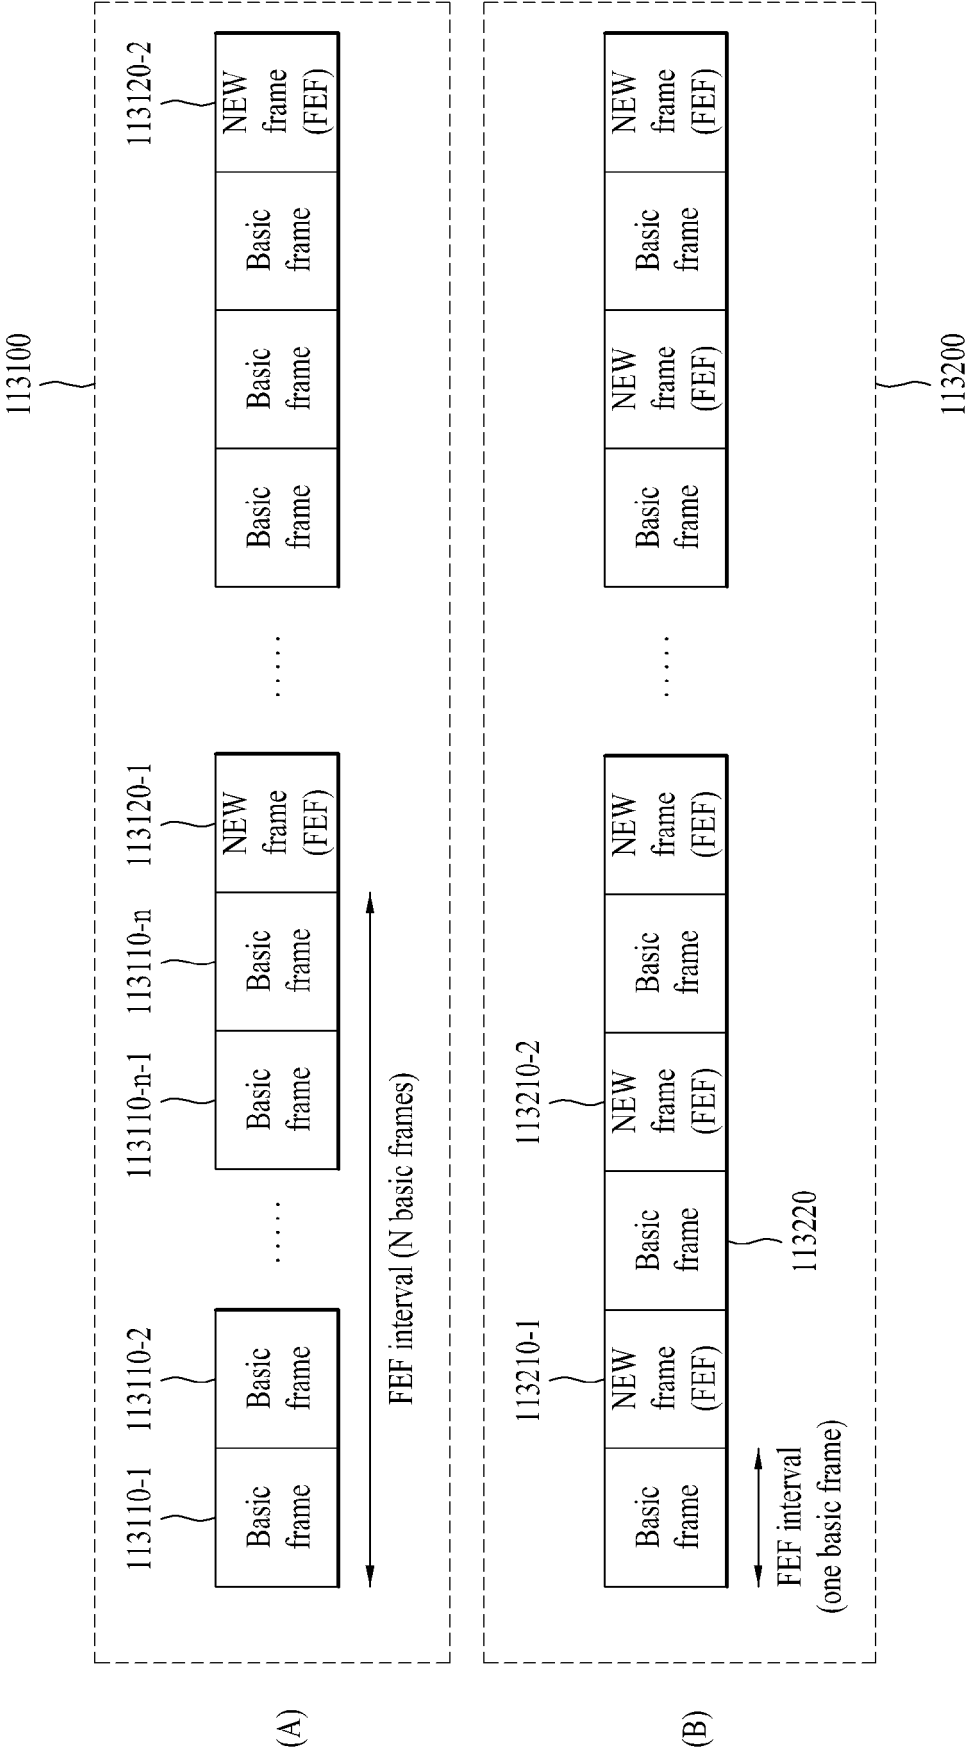 113100
(A)
113110-1
113110-2
113110-n-1
113110-n
113120-1
113120-2
Basic
frame
Basic
frame
.....
Basic
frame
Basic
frame
NEW
frame
(FEF)
.....
Basic
frame
Basic
frame
Basic
frame
NEW
frame
(FEF)
FEF interval (N basic frames)
(B)
113210-1
113210-2
Basic
frame
NEW
frame
(FEF)
Basic
frame
NEW
frame
(FEF)
Basic
frame
NEW
frame
(FEF)
.....
Basic
frame
NEW
frame
(FEF)
Basic
frame
NEW
frame
(FEF)
FEF interval
(one basic frame)
113220
113200